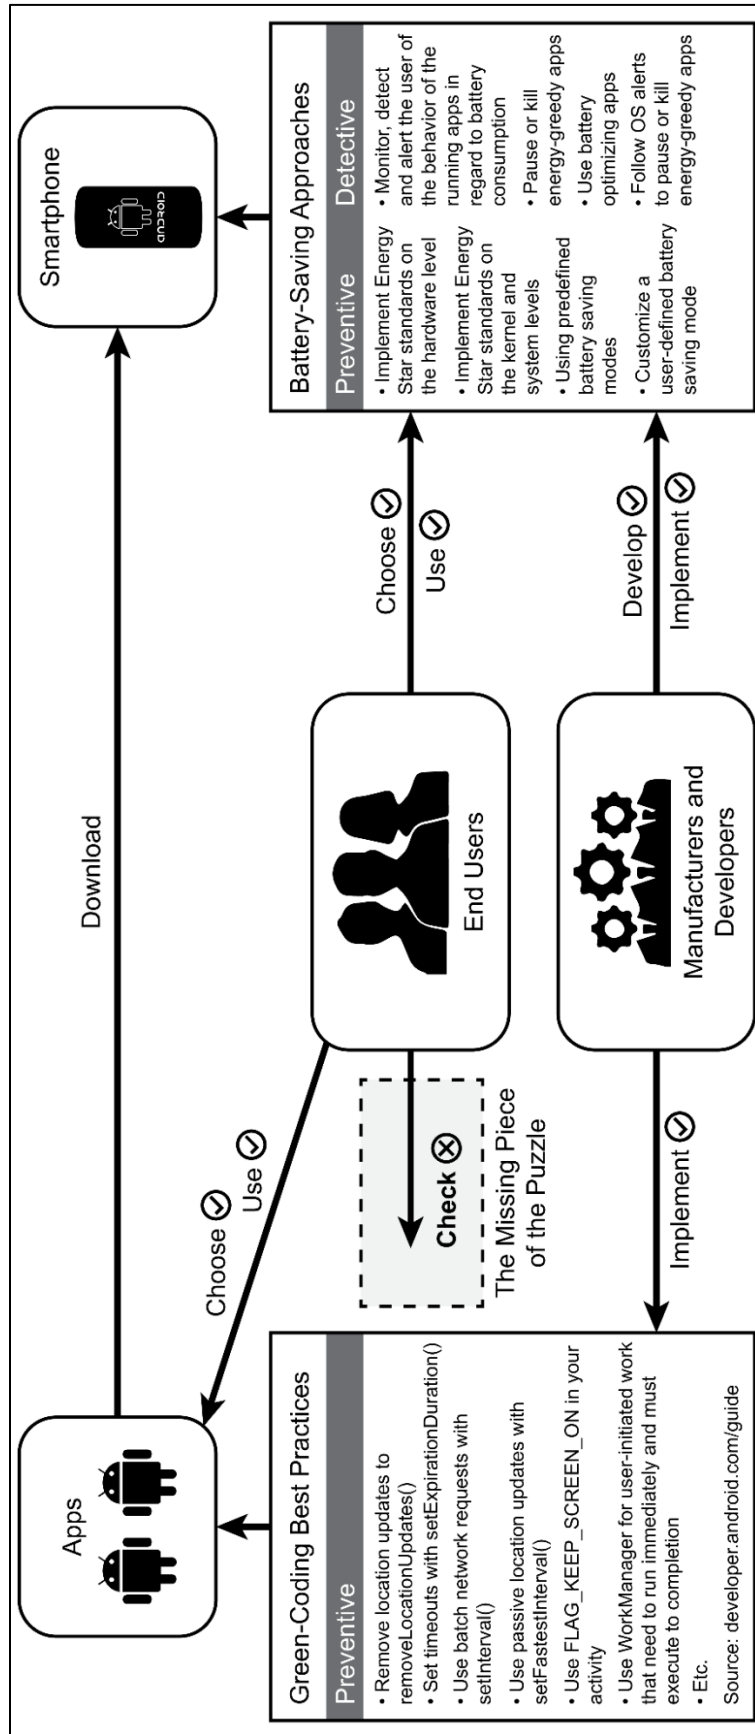 Apps
Download
Smartphone
ANDROID
Green-Coding Best Practices
Preventive
• Remove location updates to
removeLocationUpdates()
• Set timeouts with setExpirationDuration()
• Use batch network requests with
setInterval()
• Use passive location updates with
setFastestInterval()
• Use FLAG_KEEP_SCREEN_ON in your
activity
• Use WorkManager for user-initiated work
that need to run immediately and must
execute to completion
• Etc.
Source: developer.android.com/guide
Choose
Use
Check
The Missing Piece
of the Puzzle
Implement
End Users
Manufacturers and
Developers
Choose
Use
Develop
Implement
Battery-Saving Approaches
Preventive
• Implement Energy
Star standards on
the hardware level
• Implement Energy
Star standards on
the kernel and
system levels
• Using predefined
battery saving
modes
• Customize a
user-defined battery
saving mode
Detective
• Monitor, detect
and alert the user of
the behavior of the
running apps in
regard to battery
consumption
• Pause or kill
energy-greedy apps
• Use battery
optimizing apps
• Follow OS alerts
to pause or kill
energy-greedy apps